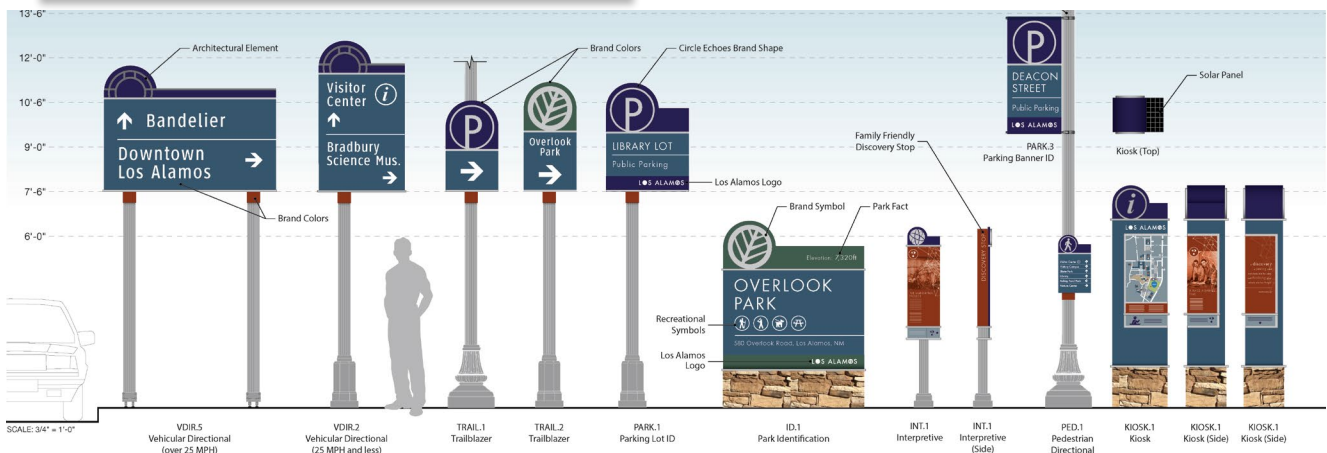 13'-6"
12'-0"
10'-6"
9'-0"
7'-6"
6'-0"
Architectural Element
Bandelier
Downtown
Los Alamos
Brand Colors
Visitor
Center
i
Bradbury
Science Mus.
P
Brand Colors
Overlook
Park
Circle Echoes Brand Shape
P
LIBRARY LOT
Public Parking
LOS ALAMOS
Los Alamos Logo
Brand Symbol
Park Fact
Elevation: 7,320ft
OVERLOOK
PARK
580 Overlook Road, Los Alamos, NM
LOS ALAMOS
Recreational
Symbols
Los Alamos
Logo
Family Friendly
Discovery Stop
DISCOVERY
P
DEACON
STREET
Public Parking
LOS ALAMOS
PARK.3
Parking Banner ID
Solar Panel
Kiosk (Top)
i
LOS ALAMOS
SCALE: 3/4" = 1'-0"
VDIR.5
Vehicular Directional
(over 25 MPH)
VDIR.2
Vehicular Directional
(25 MPH and less)
TRAIL.1
Trailblazer
TRAIL.2
Trailblazer
PARK.1
Parking Lot ID
ID.1
Park Identification
INT.1
Interpretive
INT.1
Interpretive
(Side)
PED.1
Pedestrian
Directional
KIOSK.1
Kiosk
KIOSK.1
Kiosk (Side)
KIOSK.1
Kiosk (Side)